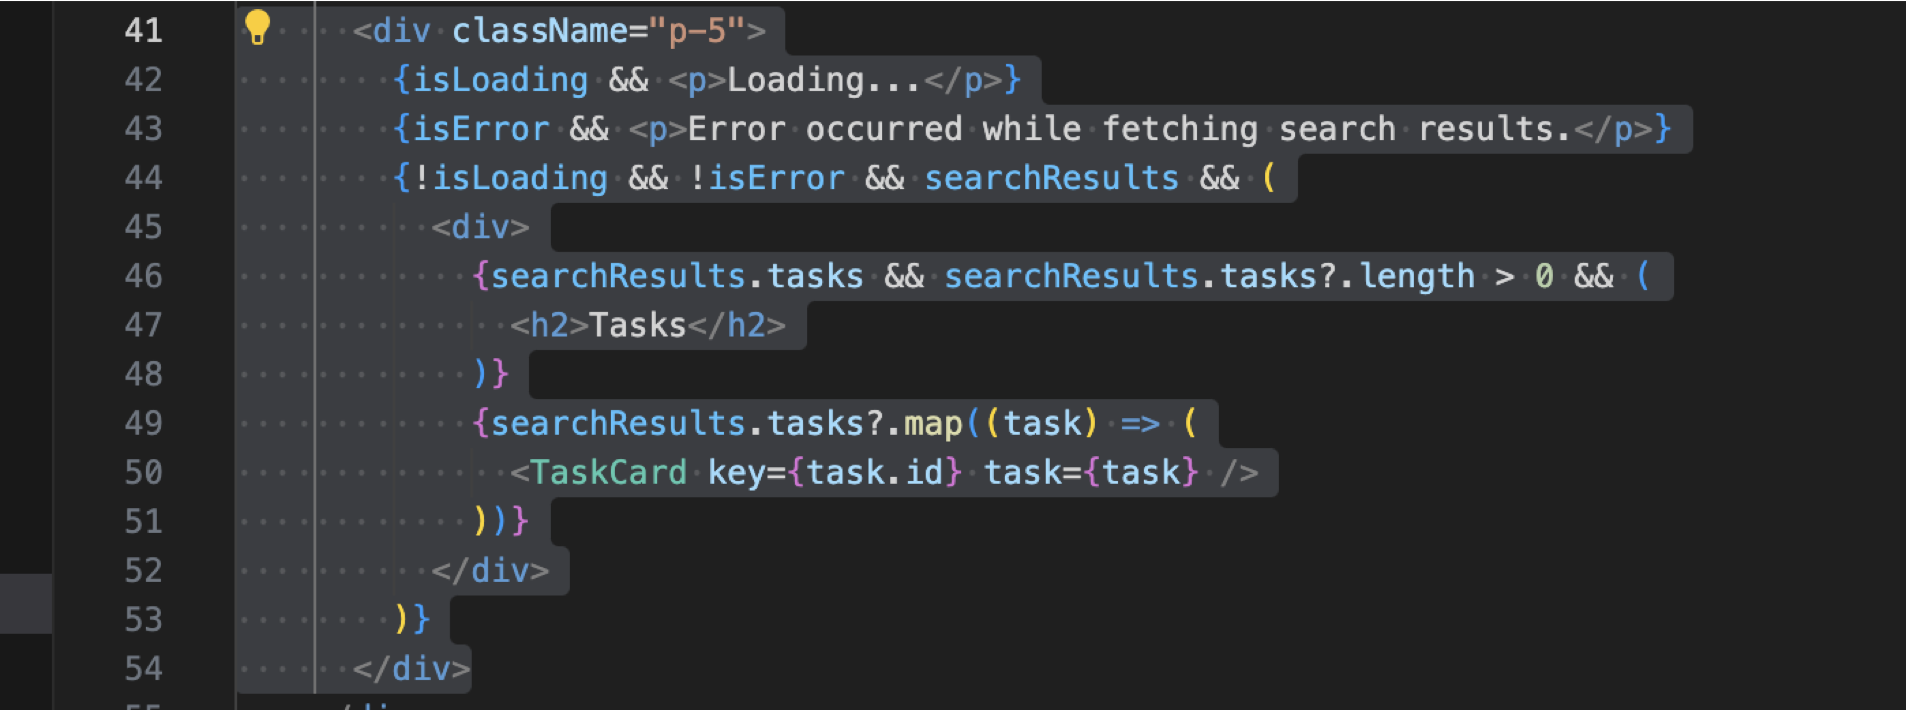 41 <div className="p-5">
42 {isLoading && <p>Loading...</p>}
43 {isError && <p>Error occurred while fetching search results.</p>}
44 {!isLoading && !isError && searchResults && (
45 <div>
46 {searchResults.tasks && searchResults.tasks?.length > 0 && (
47 <h2>Tasks</h2>
48 )}
49 {searchResults.tasks?.map((task) => (
50 <TaskCard key={task.id} task={task} />
51 ))}
52 </div>
53 )}
54 </div>